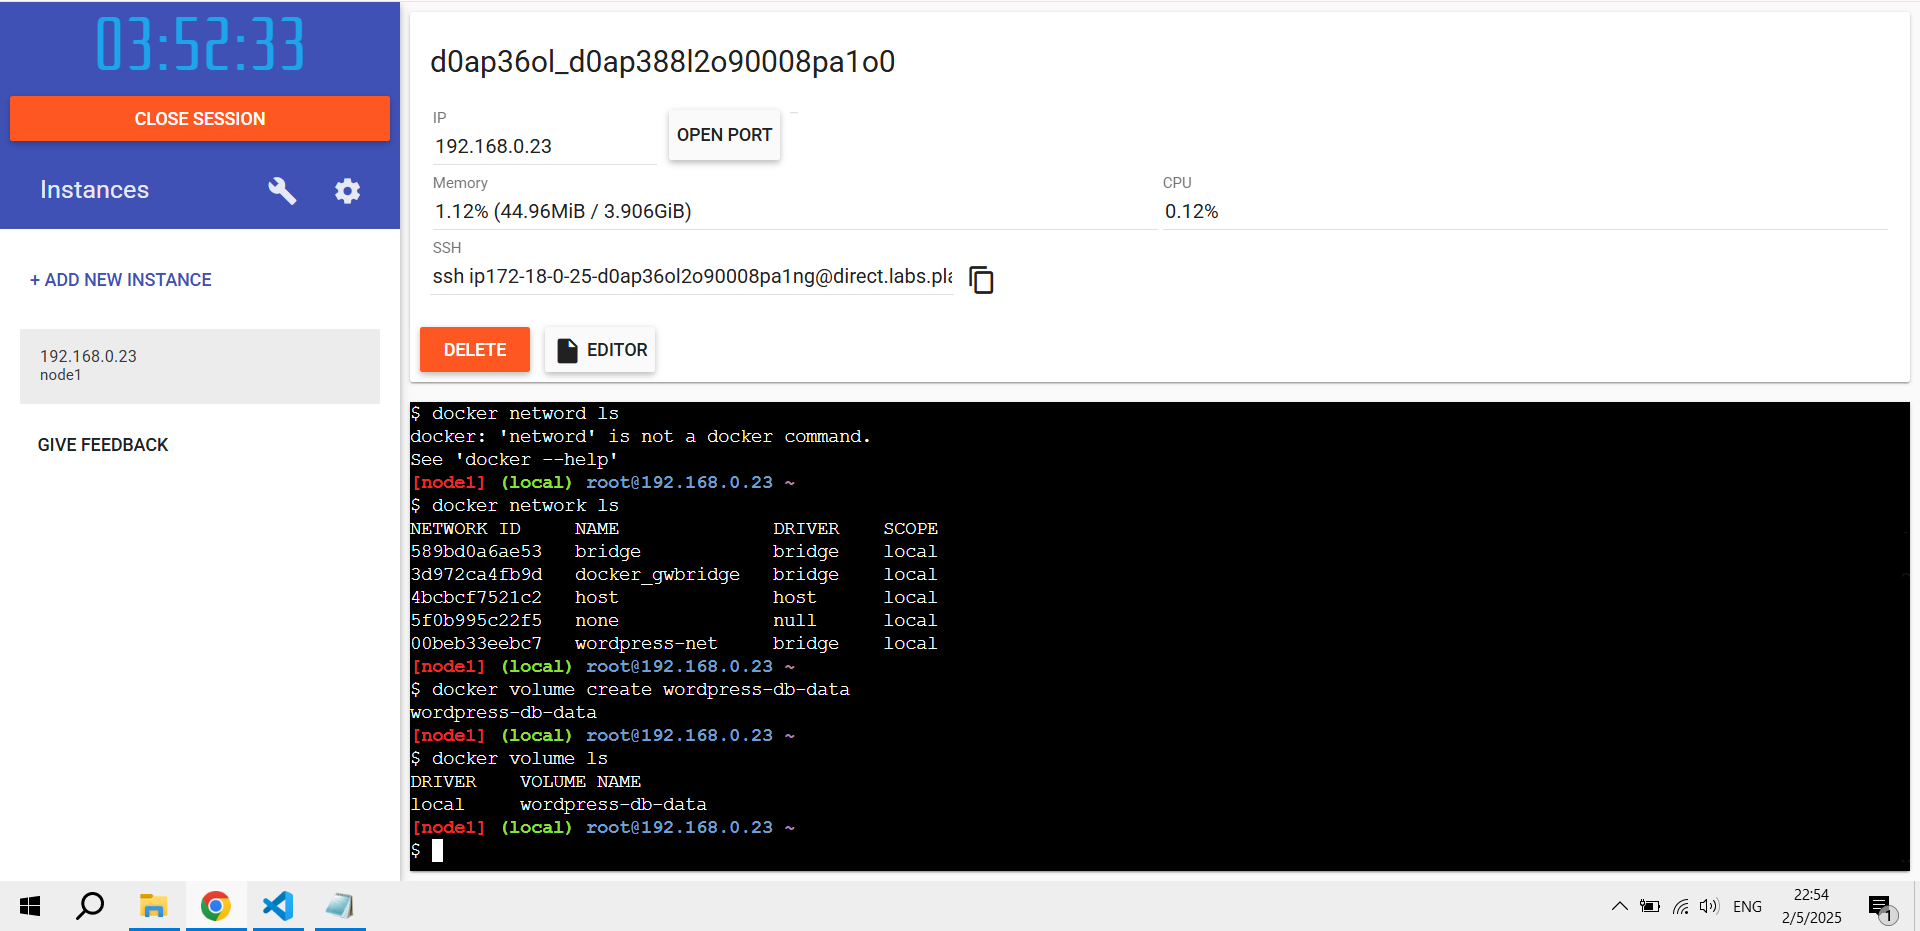 03:52:33
CLOSE SESSION
Instances
+ ADD NEW INSTANCE
192.168.0.23
node1
GIVE FEEDBACK
d0ap36ol_d0ap388l2o90008pa1o0
IP
192.168.0.23
OPEN PORT
Memory
1.12% (44.96MiB / 3.906GiB)
CPU
0.12%
SSH
ssh ip172-18-0-25-d0ap36ol2o90008pa1ng@direct.labs.pla
DELETE
EDITOR
$ docker netword ls
docker: 'netword' is not a docker command.
See 'docker --help'
[node1] (local) root@192.168.0.23 ~
$ docker network ls
NETWORK ID     NAME              DRIVER    SCOPE
589bd0a6ae53   bridge            bridge    local
3d972ca4fb9d   docker_gwbridge   bridge    local
4bcbcf7521c2   host              host      local
5f0b995c22f5   none              null      local
00beb33eebc7   wordpress-net     bridge    local
[node1] (local) root@192.168.0.23 ~
$ docker volume create wordpress-db-data
wordpress-db-data
[node1] (local) root@192.168.0.23 ~
$ docker volume ls
DRIVER    VOLUME NAME
local     wordpress-db-data
[node1] (local) root@192.168.0.23 ~
$
ENG
22:54
2/5/2025
1